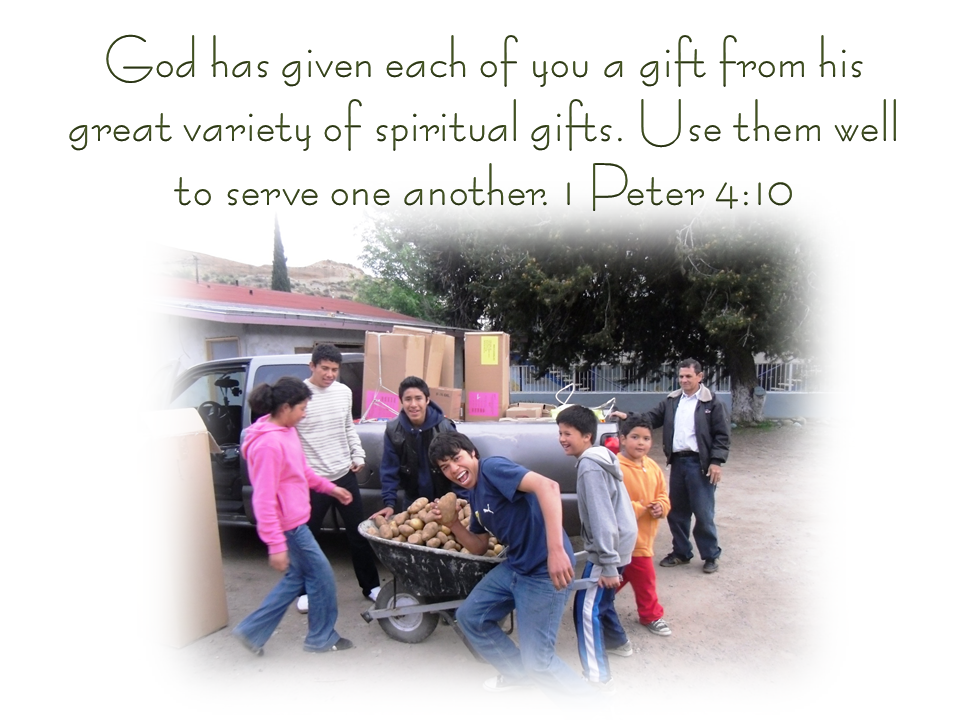 God has given each of you a gift from his
great variety of spiritual gifts. Use them well
to serve one another. 1 Peter 4:10